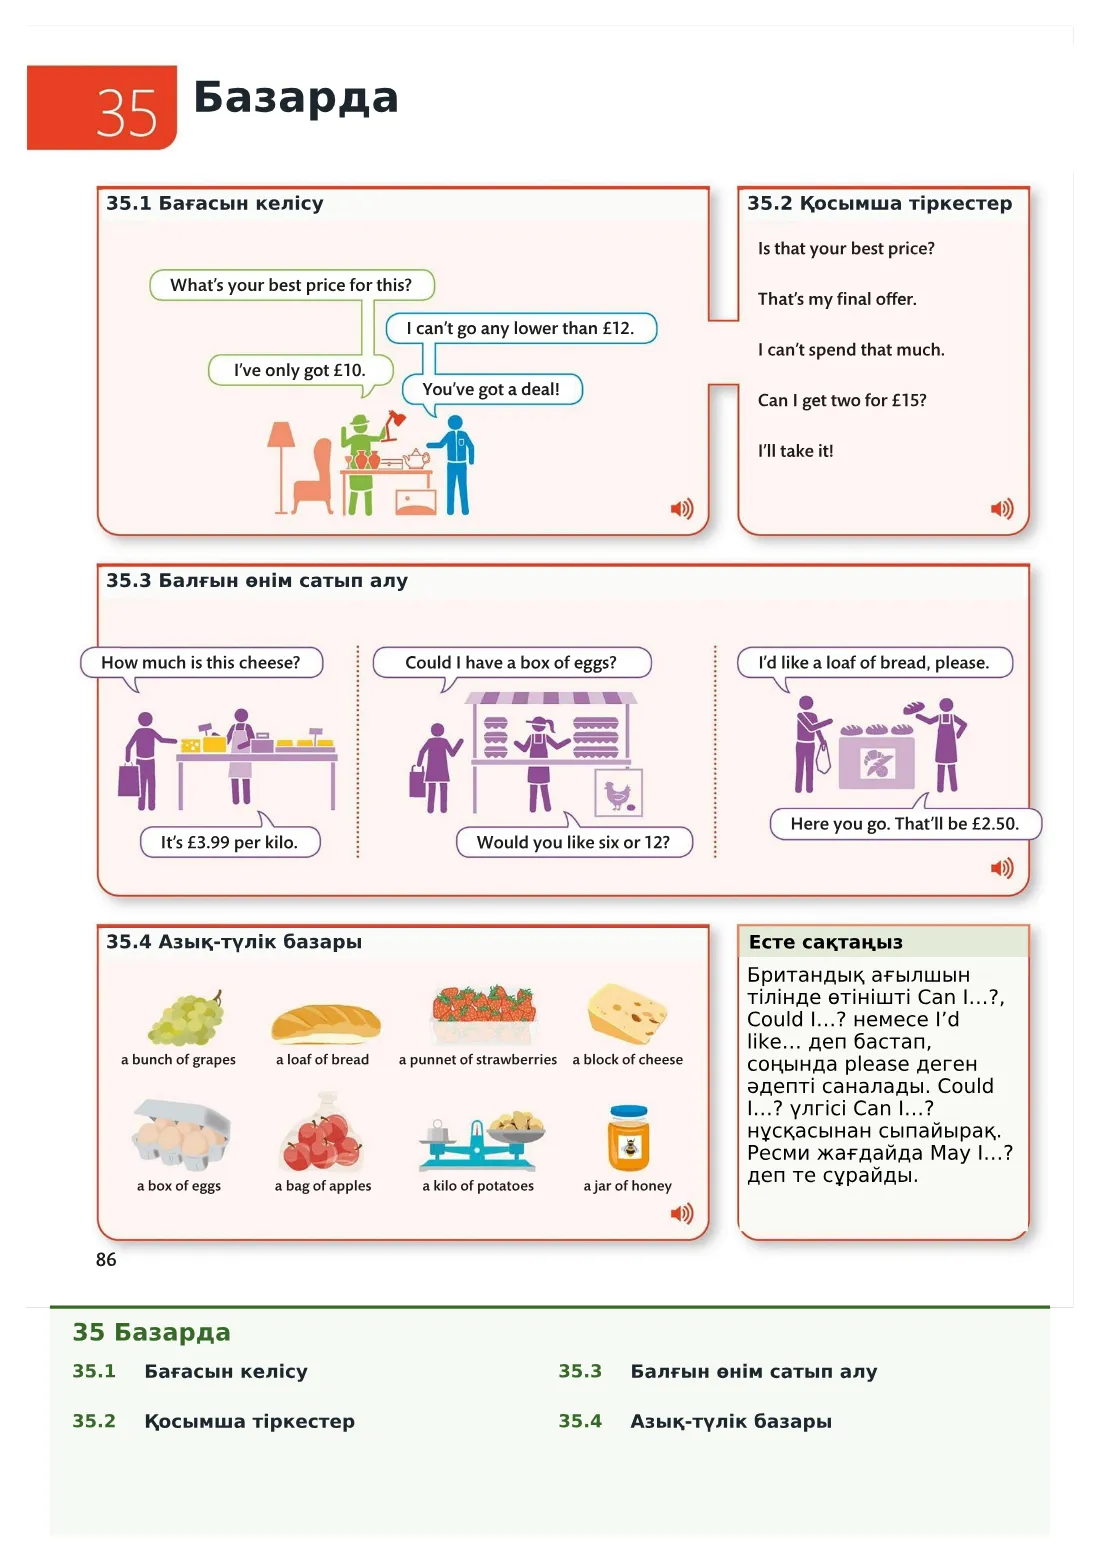 35
Базарда
35.1 Бағасын келісу
What's your best price for this?
I can't go any lower than £12.
I've only got £10.
You've got a deal!
35.2 Қосымша тіркестер
Is that your best price?
That's my final offer.
I can't spend that much.
Can I get two for £15?
I'll take it!
35.3 Балғын өнім сатып алу
How much is this cheese?
It's £3.99 per kilo.
Could I have a box of eggs?
Would you like six or 12?
I'd like a loaf of bread, please.
Here you go. That'll be £2.50.
35.4 Азық-түлік базары
a bunch of grapes
a loaf of bread
a punnet of strawberries
a block of cheese
a box of eggs
a bag of apples
a kilo of potatoes
a jar of honey
Есте сақтаңыз
Британдық ағылшын
тілінде өтінішті Can I…?,
Could I…? немесе I’d
like… деп бастап,
соңында please деген
әдепті саналады. Could
I…? үлгісі Can I…?
нұсқасынан сыпайырақ.
Ресми жағдайда May I…?
деп те сұрайды.
86
35 Базарда
35.1 Бағасын келісу
35.2 Қосымша тіркестер
35.3 Балғын өнім сатып алу
35.4 Азық-түлік базары